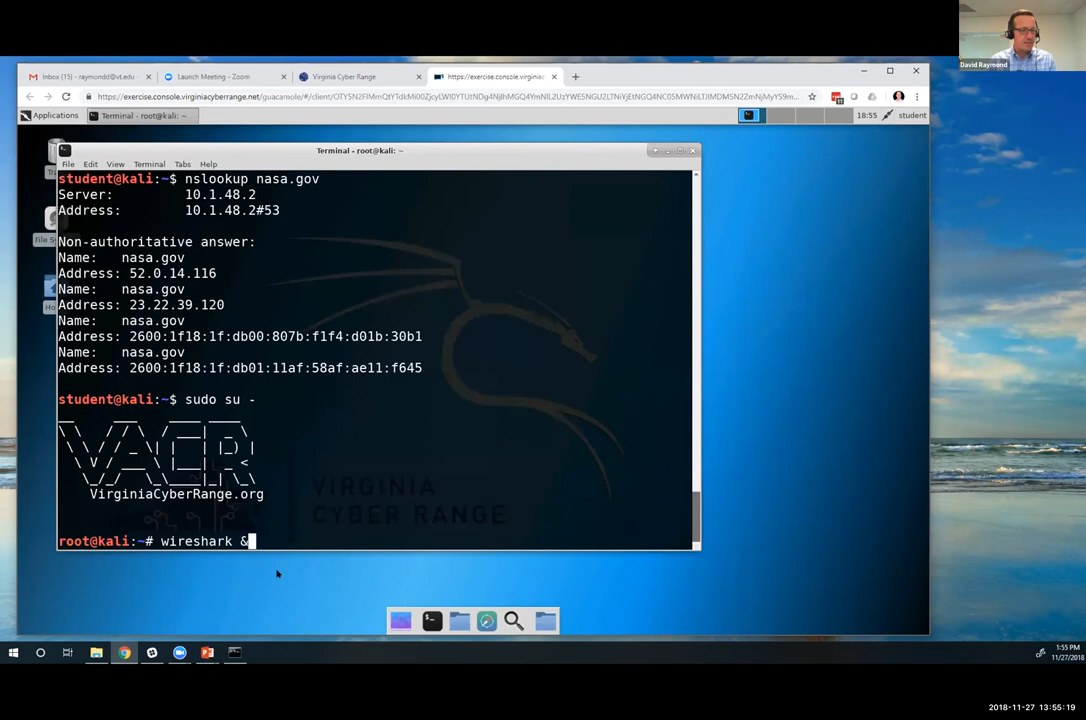 David Raymond
Inbox (15) - raymondd@vt.edu
Launch Meeting - Zoom
Virginia Cyber Range
https://exercise.console.virginiacyberrange.net
Applications
Terminal - root@kali: ~
18:55
student
Terminal - root@kali: ~
File Edit View Terminal Tabs Help
student@kali:~$ nslookup nasa.gov
Server: 10.1.48.2
Address: 10.1.48.2#53
Non-authoritative answer:
Name: nasa.gov
Address: 52.0.14.116
Name: nasa.gov
Address: 23.22.39.120
Name: nasa.gov
Address: 2600:1f18:1f:db00:807b:f1f4:d01b:30b1
Name: nasa.gov
Address: 2600:1f18:1f:db01:11af:58af:ae11:f645
student@kali:~$ sudo su -
VACR
VirginiaCyberRange.org
VIRGINIA
CYBER RANGE
root@kali:~# wireshark &
1:55 PM
11/27/2018
2018-11-27 13:55:19